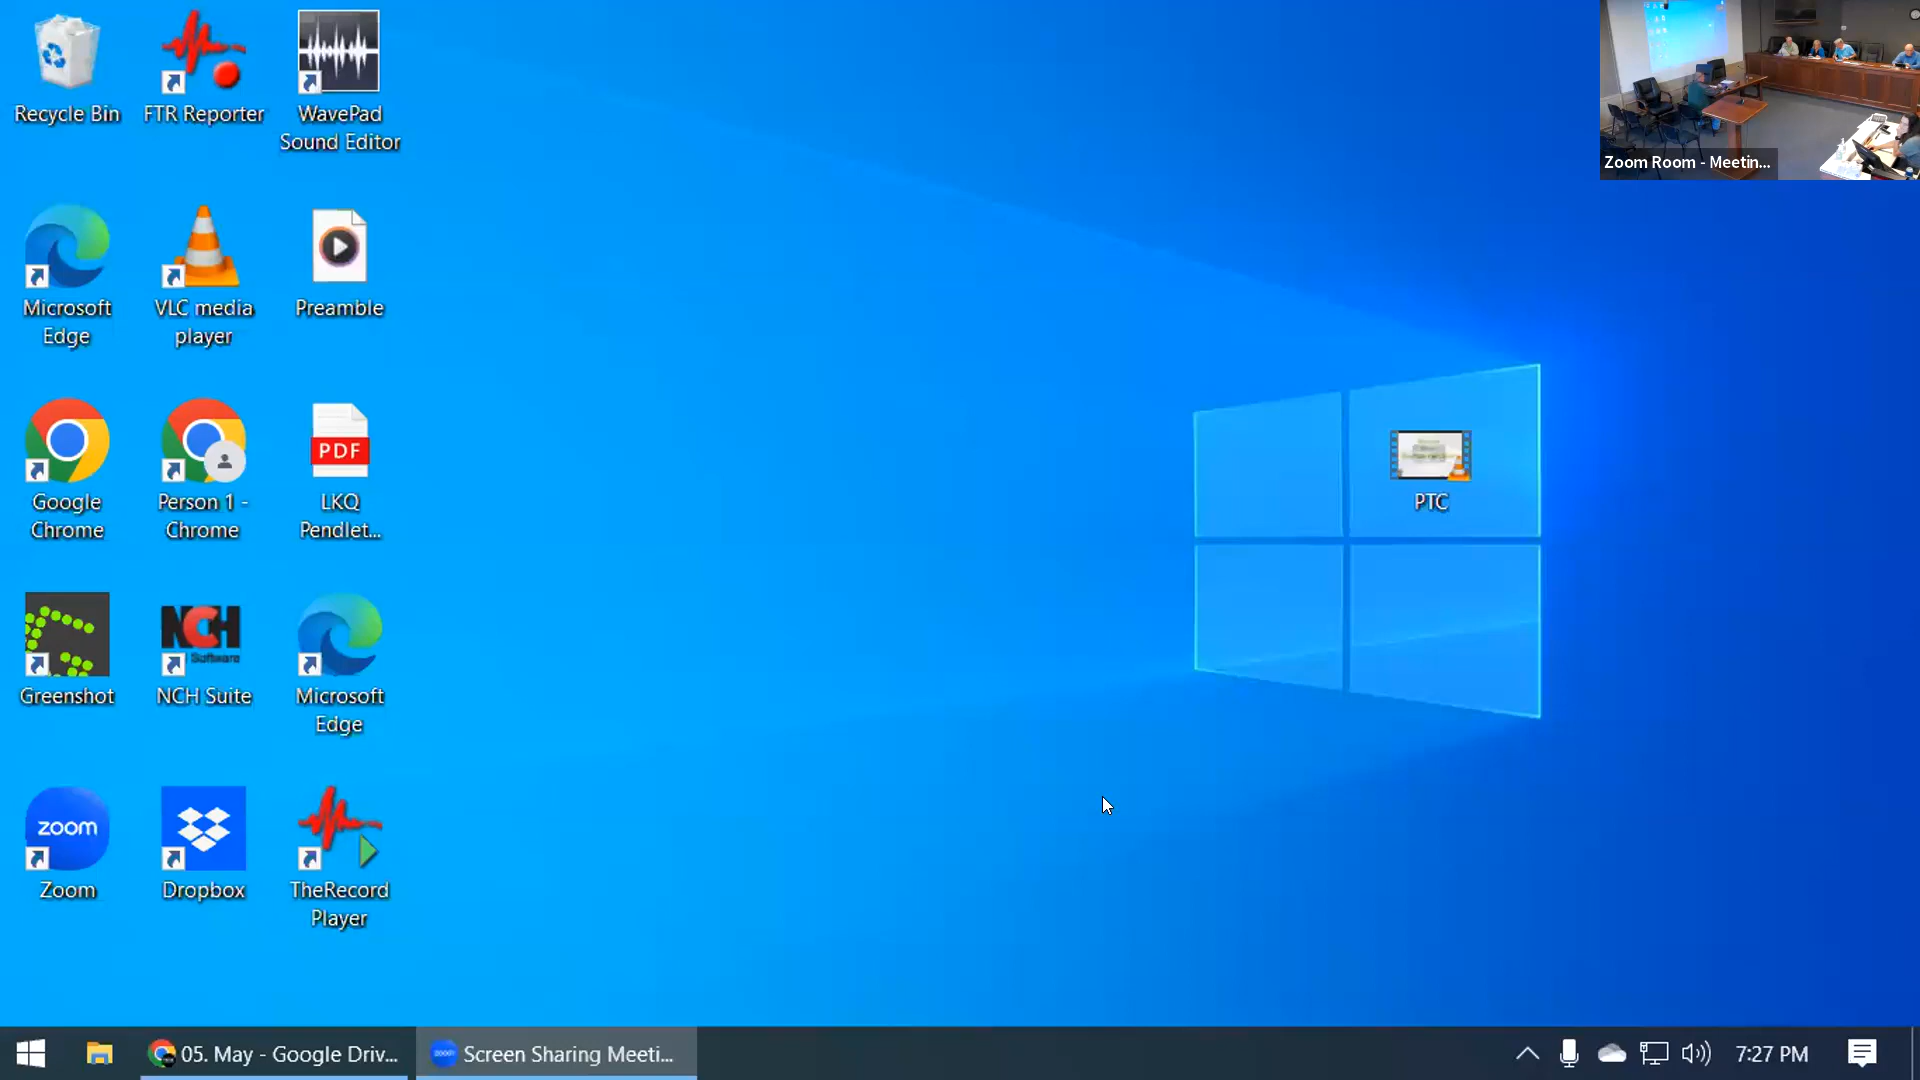 Recycle Bin
FTR Reporter
WavePad
Sound Editor
Microsoft
Edge
VLC media
player
Preamble
Google
Chrome
Person 1 -
Chrome
PDF
LKQ
Pendlet...
Greenshot
NCH
Software
NCH Suite
Microsoft
Edge
zoom
Zoom
Dropbox
TheRecord
Player
PTC
Zoom Room - Meetin...
05. May - Google Driv...
zoom
Screen Sharing Meeti...
7:27 PM